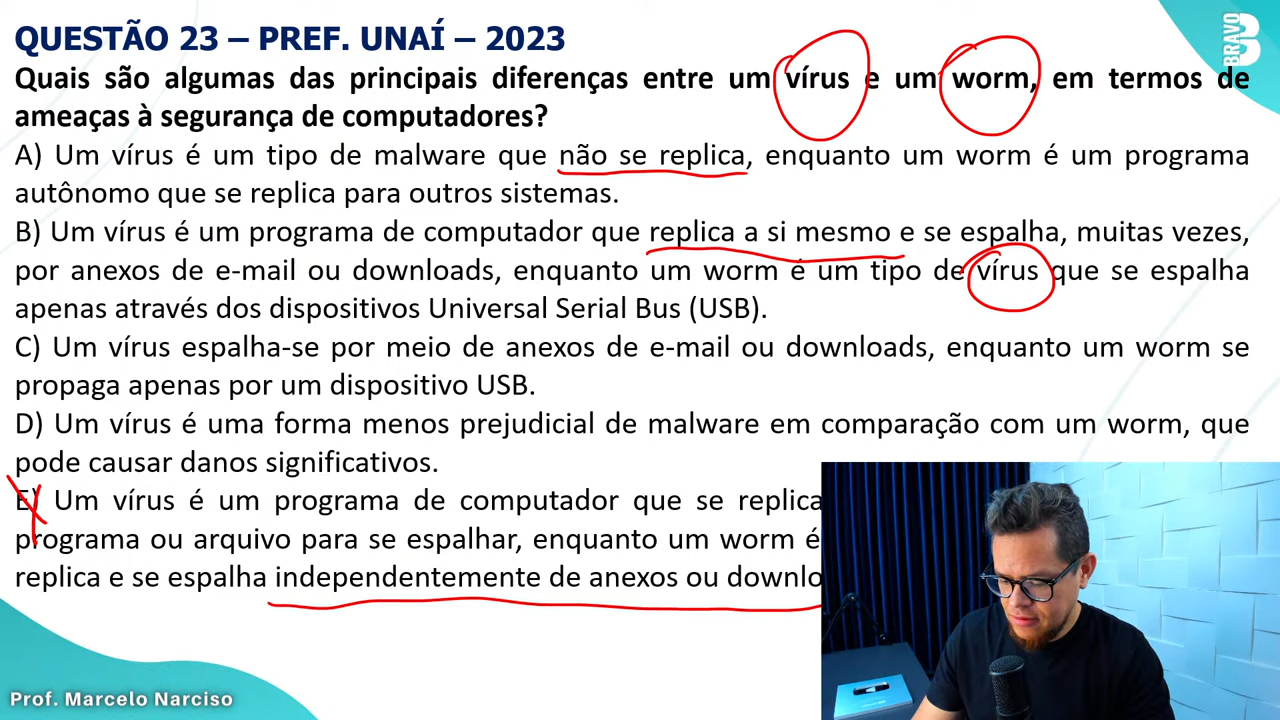 QUESTÃO 23 – PREF. UNAÍ – 2023
BRAVO
Quais são algumas das principais diferenças entre um vírus e um worm, em termos de
ameaças à segurança de computadores?
A) Um vírus é um tipo de malware que não se replica, enquanto um worm é um programa
autônomo que se replica para outros sistemas.
B) Um vírus é um programa de computador que replica a si mesmo e se espalha, muitas vezes,
por anexos de e-mail ou downloads, enquanto um worm é um tipo de vírus que se espalha
apenas através dos dispositivos Universal Serial Bus (USB).
C) Um vírus espalha-se por meio de anexos de e-mail ou downloads, enquanto um worm se
propaga apenas por um dispositivo USB.
D) Um vírus é uma forma menos prejudicial de malware em comparação com um worm, que
pode causar danos significativos.
E) Um vírus é um programa de computador que se replica
programa ou arquivo para se espalhar, enquanto um worm é
replica e se espalha independentemente de anexos ou downlo
Prof. Marcelo Narciso